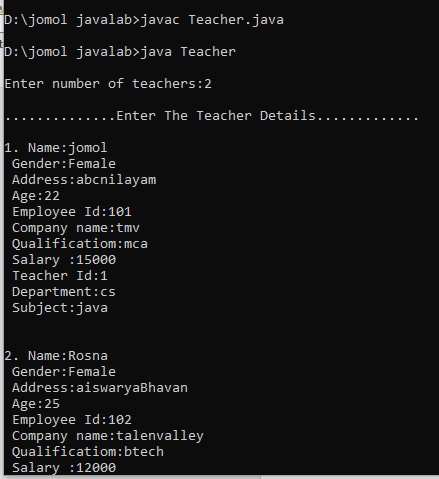 D:\jomol javalab>javac Teacher.java
D:\jomol javalab>java Teacher
Enter number of teachers:2
..............Enter The Teacher Details.............
1. Name:jomol
Gender:Female
Address:abcnilayam
Age:22
Employee Id:101
Company name:tmv
Qualificatiom:mca
Salary :15000
Teacher Id:1
Department:cs
Subject:java
2. Name:Rosna
Gender:Female
Address:aiswaryaBhavan
Age:25
Employee Id:102
Company name:talenvalley
Qualificatiom:btech
Salary :12000